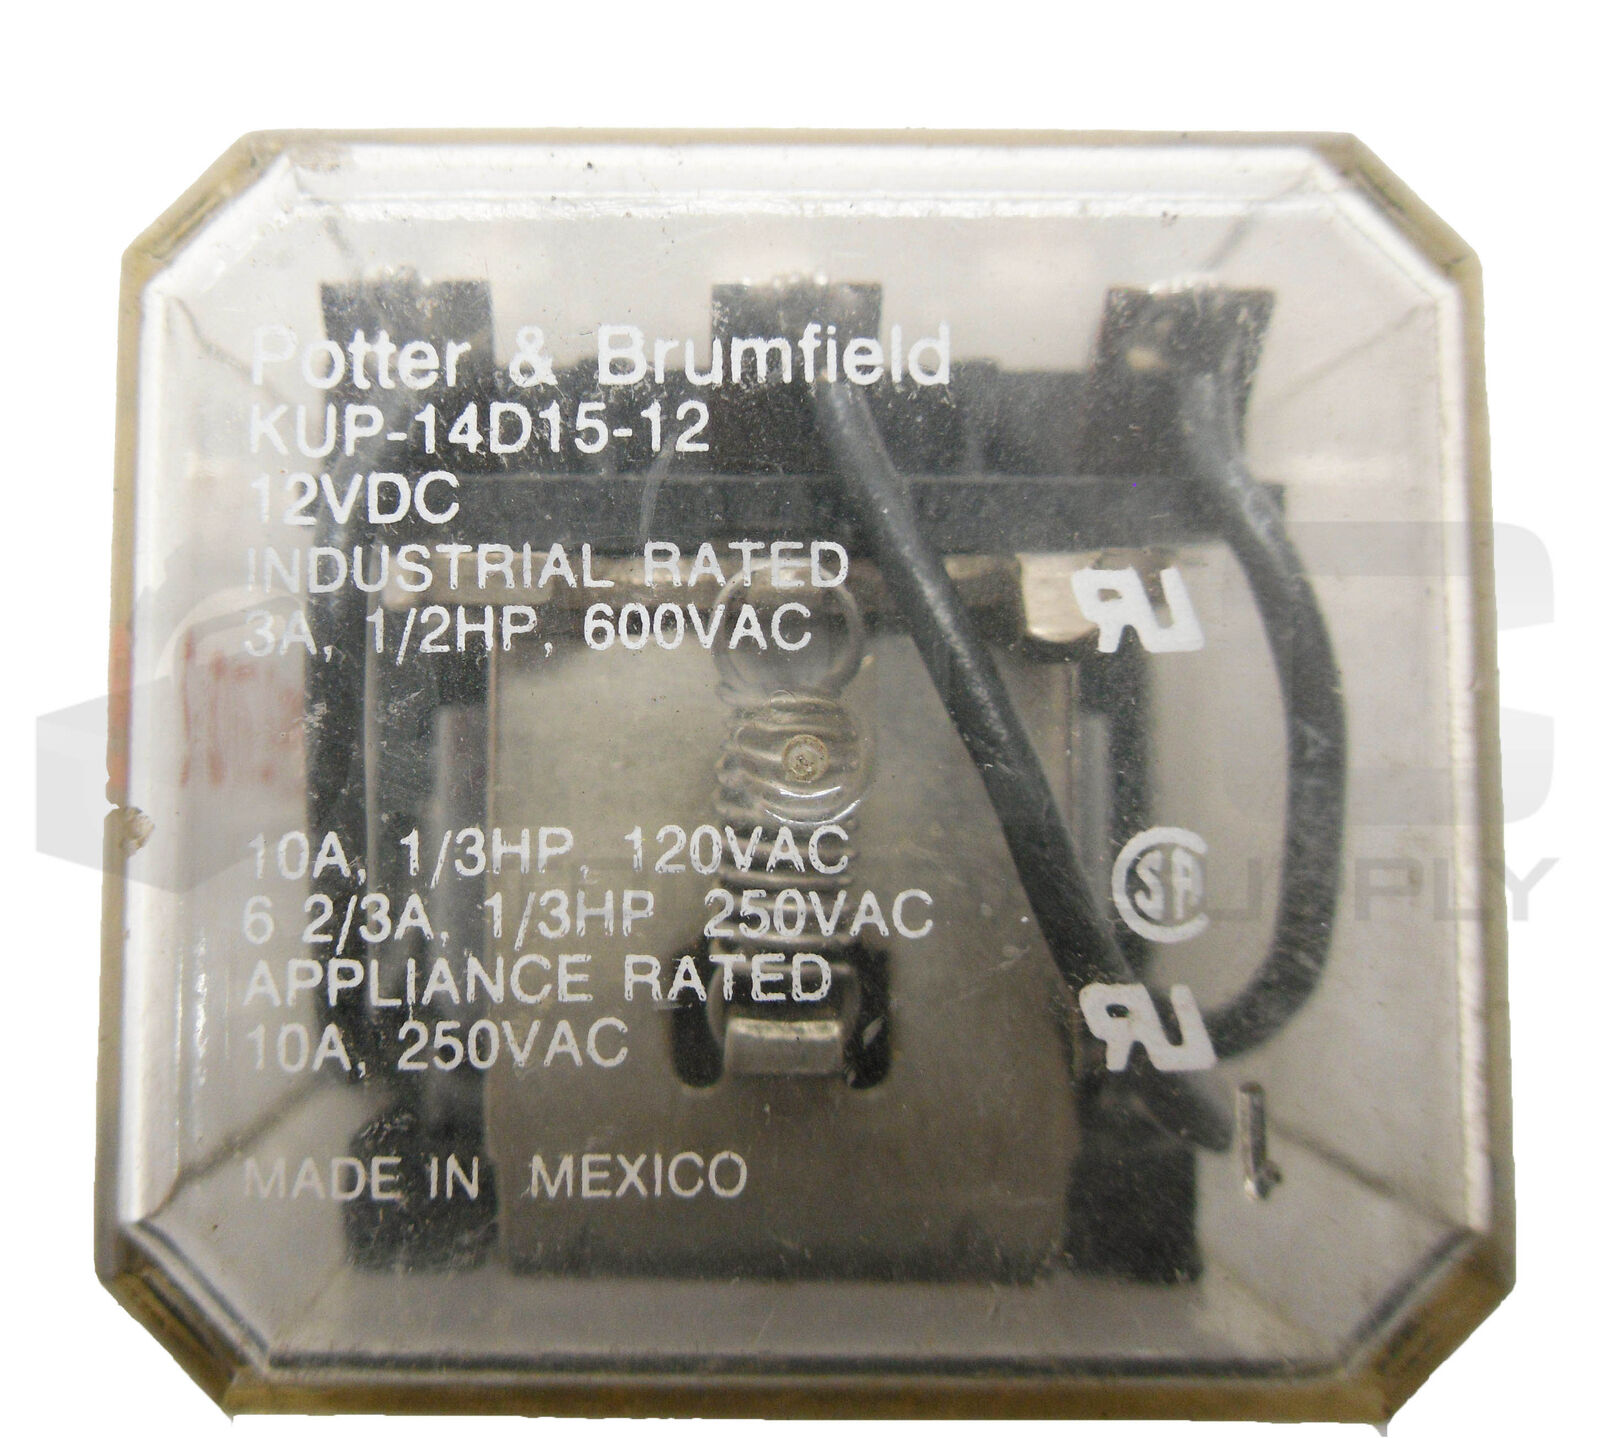 Potter & Brumfield
KUP-14D15-12
12VDC
INDUSTRIAL RATED
3A, 1/2HP, 600VAC
10A, 1/3HP, 120VAC
6 2/3A, 1/3HP 250VAC
APPLIANCE RATED
10A, 250VAC
MADE IN MEXICO